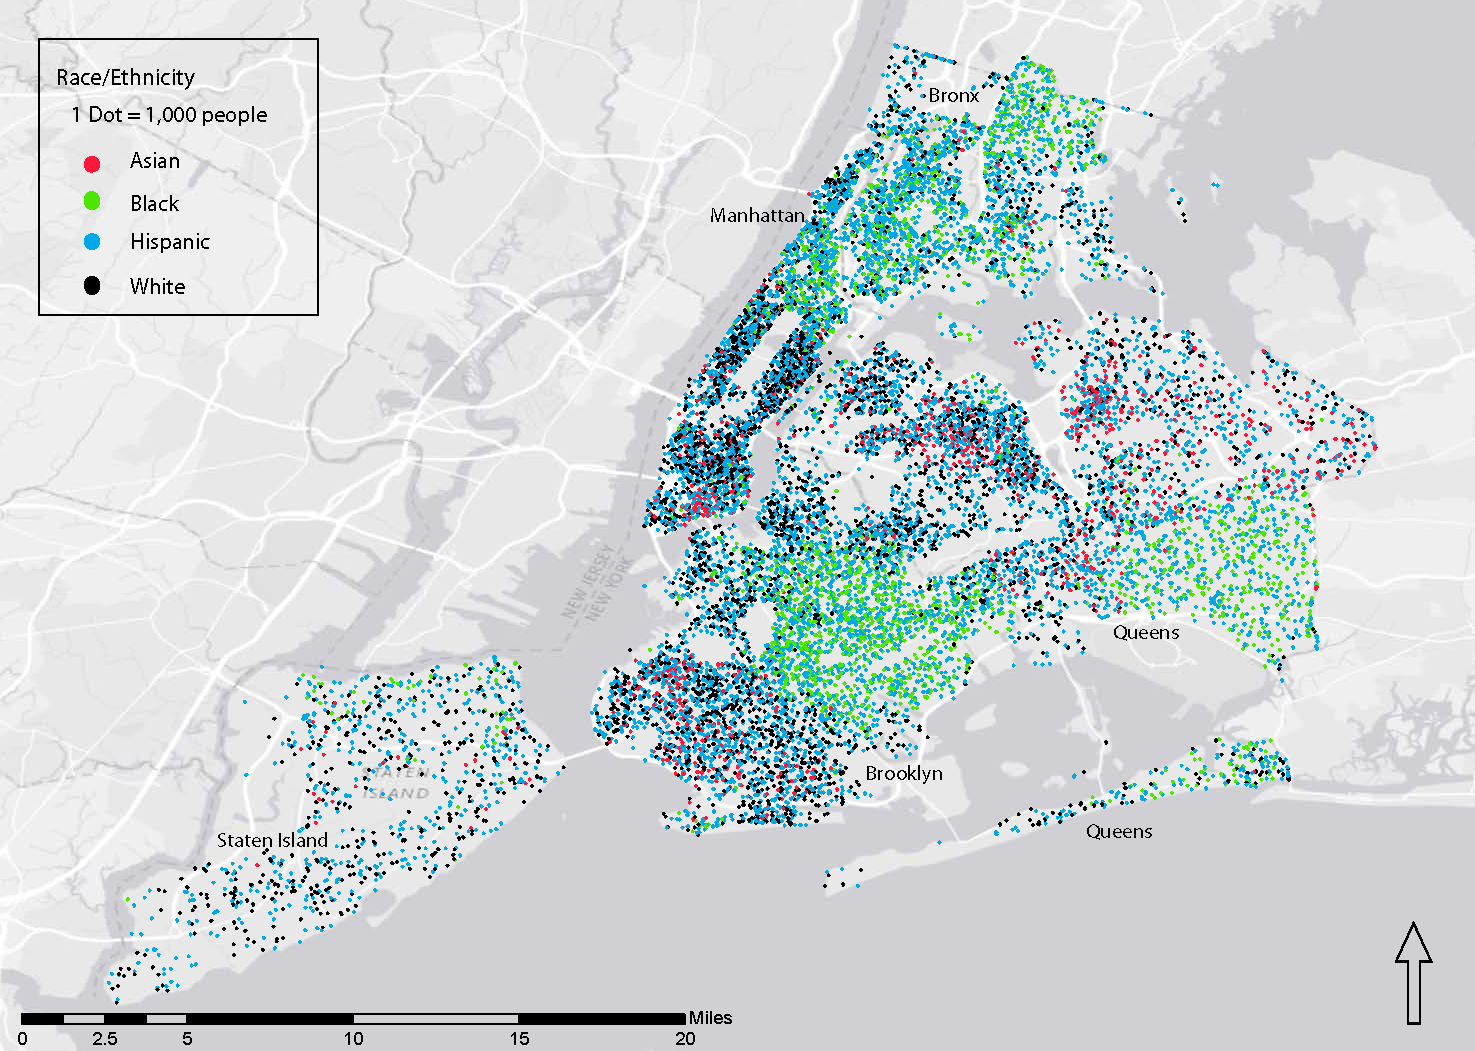 Race/Ethnicity
1 Dot = 1,000 people
Asian
Black
Hispanic
White
Bronx
Manhattan
NEW JERSEY
NEW YORK
Queens
Brooklyn
STATEN
ISLAND
Staten Island
Queens
Miles
0 2.5 5 10 15 20